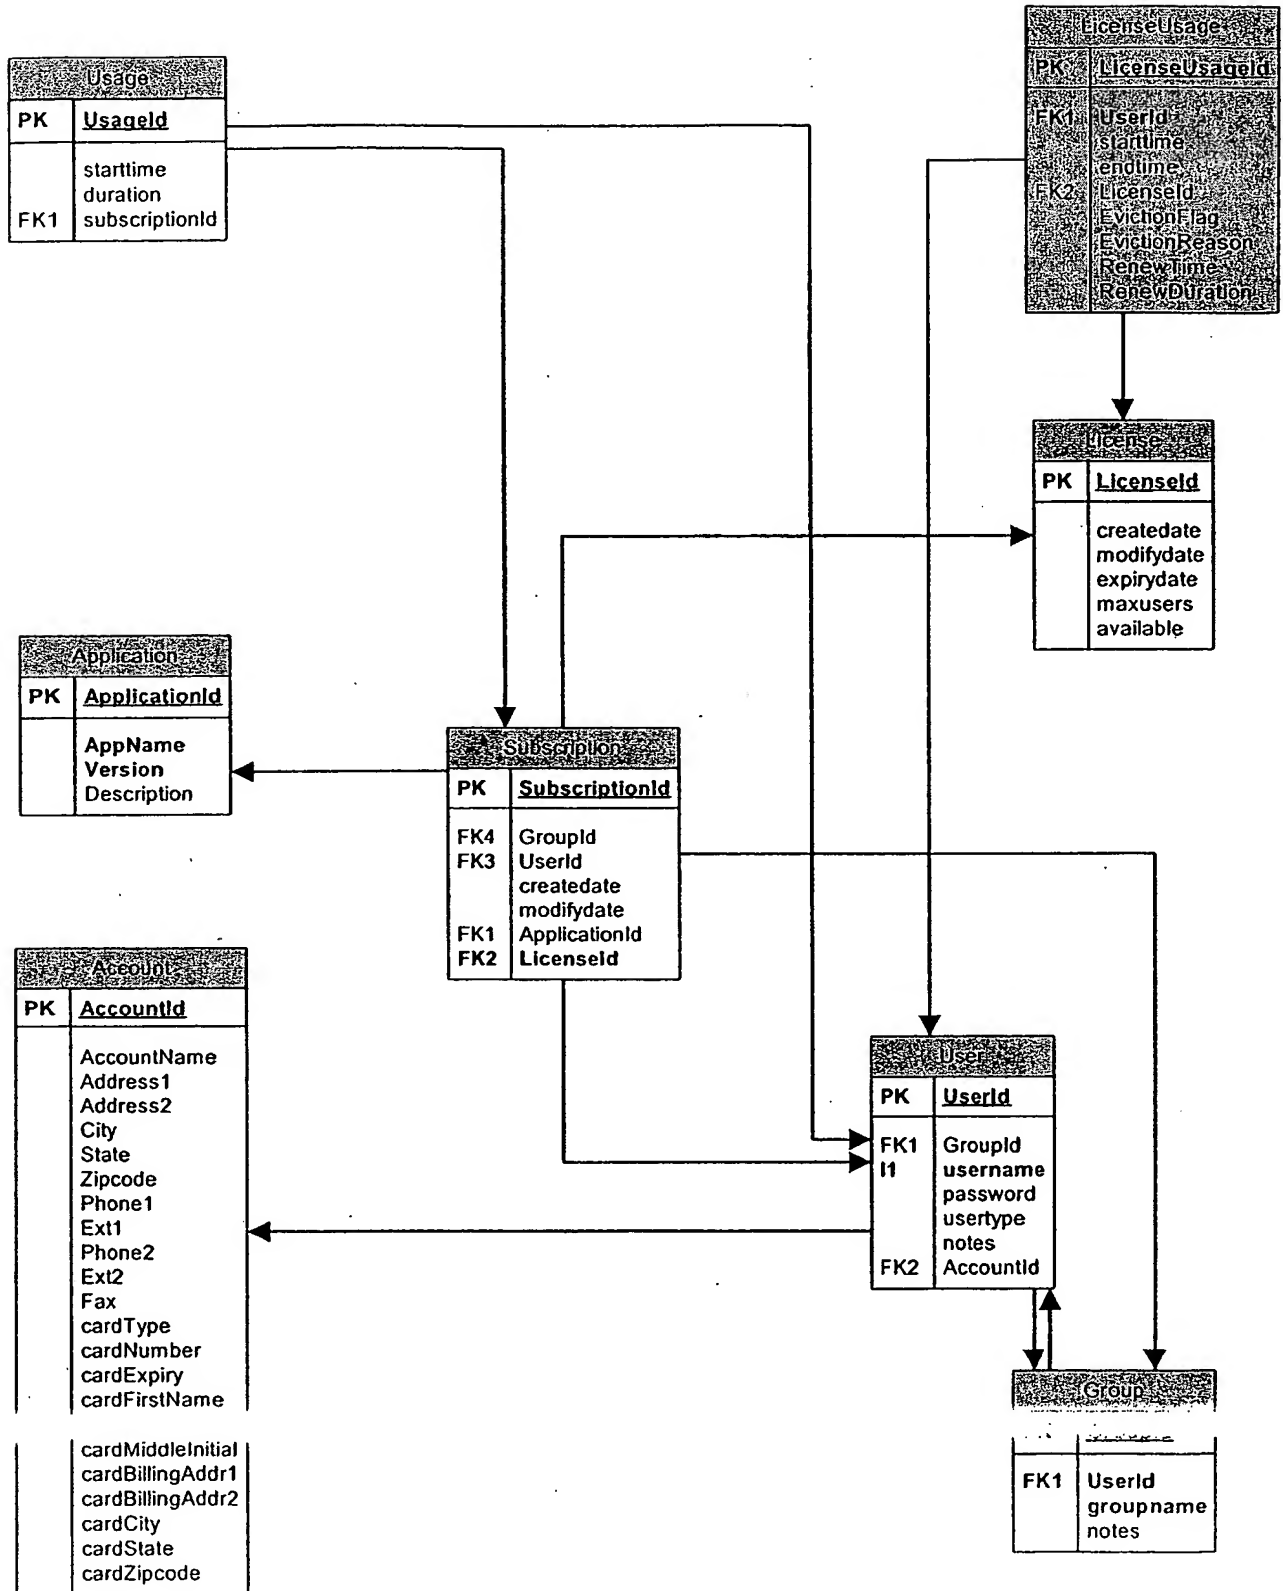 Usage
PK UsageId
starttime
duration
FK1 subscriptionId
LicenseUsage
PK LicenseUsageId
FK1 UserId
starttime
endtime
FK2 LicenseId
EvictionFlag
EvictionReason
RenewTime
RenewDuration
License
PK LicenseId
createdate
modifydate
expirydate
maxusers
available
Application
PK ApplicationId
AppName
Version
Description
Subscription
PK SubscriptionId
FK4 GroupId
FK3 UserId
createdate
modifydate
FK1 ApplicationId
FK2 LicenseId
Account
PK AccountId
AccountName
Address1
Address2
City
State
Zipcode
Phone1
Ext1
Phone2
Ext2
Fax
cardType
cardNumber
cardExpiry
cardFirstName
cardMiddleInitial
cardBillingAddr1
cardBillingAddr2
cardCity
cardState
cardZipcode
User
PK UserId
FK1 GroupId
I1 username
password
usertype
notes
FK2 AccountId
Group
FK1 UserId
groupname
notes